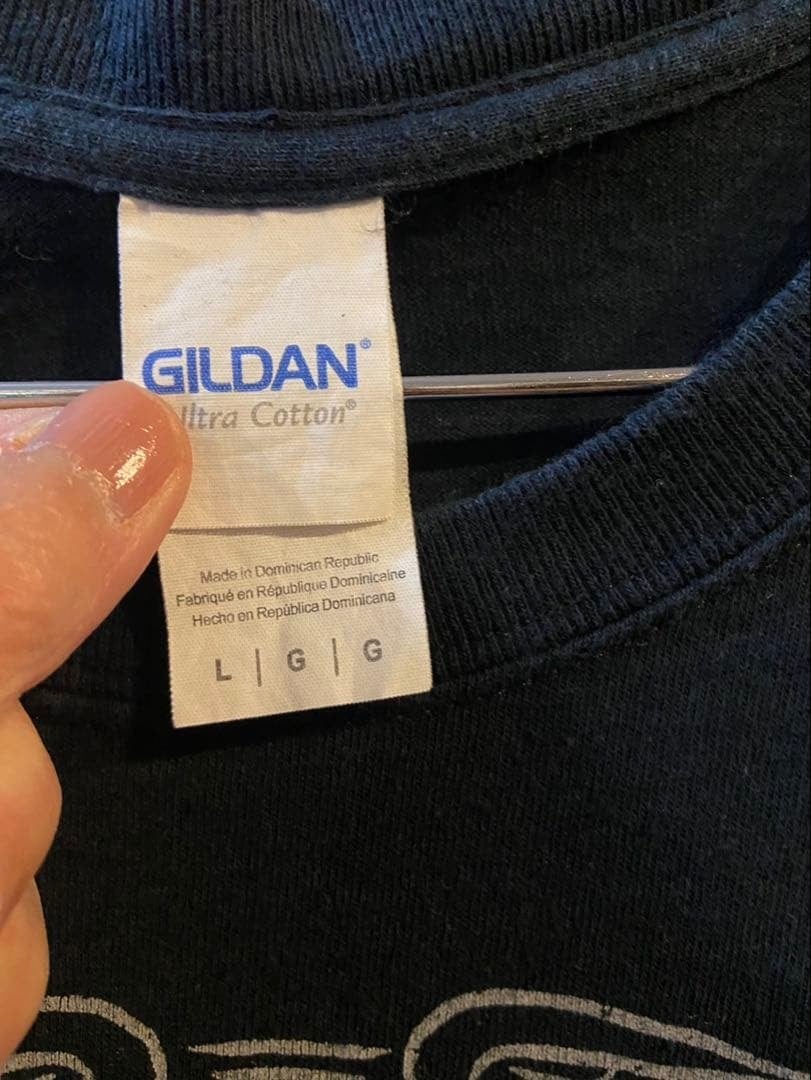 GILDAN®
Cotton®
Made in Dominican Republic
Fabriqué en République Dominicaine
Hecho en República Dominicana
L | G | G